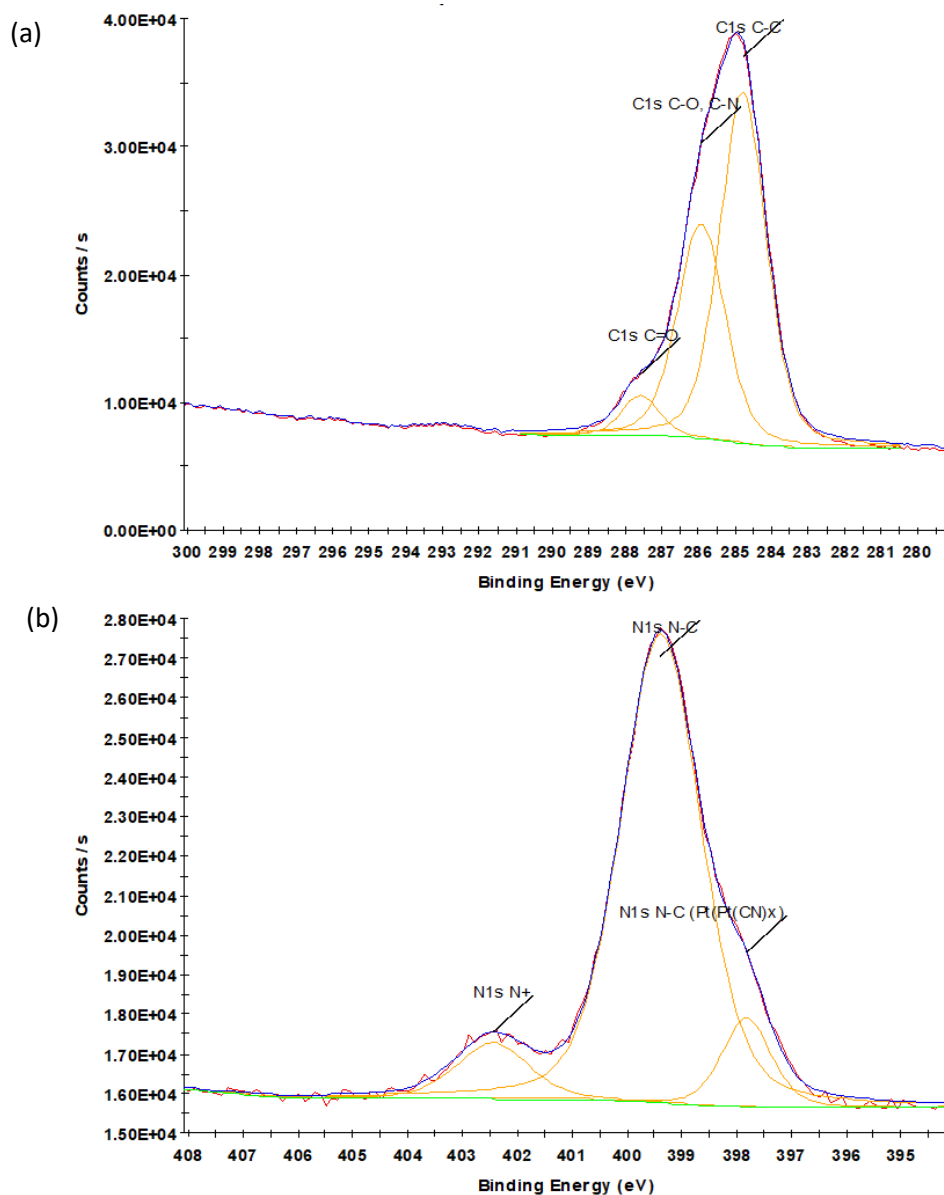 (a)
4.00E+04
3.00E+04
2.00E+04
1.00E+04
0.00E+00
Counts / s
C1s C-C
C1s C-O, C-N
C1s C=O
300 299 298 297 296 295 294 293 292 291 290 289 288 287 286 285 284 283 282 281 280
Binding Energy (eV)
(b)
2.80E+04
2.70E+04
2.60E+04
2.50E+04
2.40E+04
2.30E+04
2.20E+04
2.10E+04
2.00E+04
1.90E+04
1.80E+04
1.70E+04
1.60E+04
1.50E+04
Counts / s
N1s N-C
N1s N-C (Pt(Pt(CN)x)
N1s N+
408 407 406 405 404 403 402 401 400 399 398 397 396 395
Binding Energy (eV)